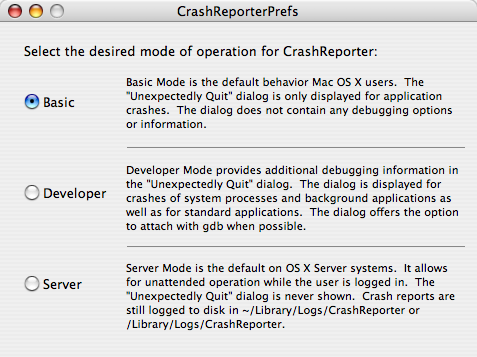 CrashReporterPrefs
Select the desired mode of operation for CrashReporter:
Basic
Basic Mode is the default behavior Mac OS X users.  The
"Unexpectedly Quit" dialog is only displayed for application
crashes.  The dialog does not contain any debugging options
or information.
Developer
Developer Mode provides additional debugging information in
the "Unexpectedly Quit" dialog.  The dialog is displayed for
crashes of system processes and background applications as
well as for standard applications.  The dialog offers the option
to attach with gdb when possible.
Server
Server Mode is the default on OS X Server systems.  It allows
for unattended operation while the user is logged in.  The
"Unexpectedly Quit" dialog is never shown.  Crash reports are
still logged to disk in ~/Library/Logs/CrashReporter or
/Library/Logs/CrashReporter.